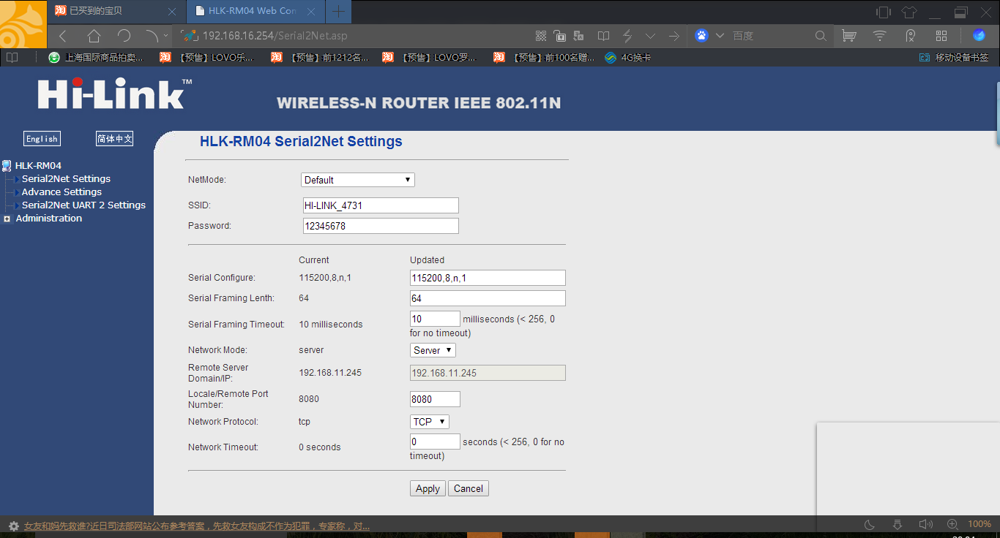 已买到的宝贝
HLK-RM04 Web Con
192.168.16.254/Serial2Net.asp
百度
上海国际商品拍卖...
淘 【预售】LOVO乐...
淘 【预售】前1212名...
淘 【预售】LOVO罗...
淘 【预售】前100名赠...
4G换卡
移动设备书签
Hi-Link™
WIRELESS-N ROUTER IEEE 802.11N
English
简体中文
HLK-RM04
Serial2Net Settings
Advance Settings
Serial2Net UART 2 Settings
Administration
HLK-RM04 Serial2Net Settings
NetMode: Default
SSID: HI-LINK_4731
Password: 12345678
Current Updated
Serial Configure: 115200,8,n,1 115200,8,n,1
Serial Framing Lenth: 64 64
Serial Framing Timeout: 10 milliseconds 10 milliseconds (< 256, 0
for no timeout)
Network Mode: server Server
Remote Server
Domain/IP: 192.168.11.245 192.168.11.245
Locale/Remote Port
Number: 8080 8080
Network Protocol: tcp TCP
Network Timeout: 0 seconds 0 seconds (< 256, 0 for no
timeout)
Apply Cancel
女友和妈先救谁?近日司法部网站公布参考答案，先救女友构成不作为犯罪，专家称，对...
100%